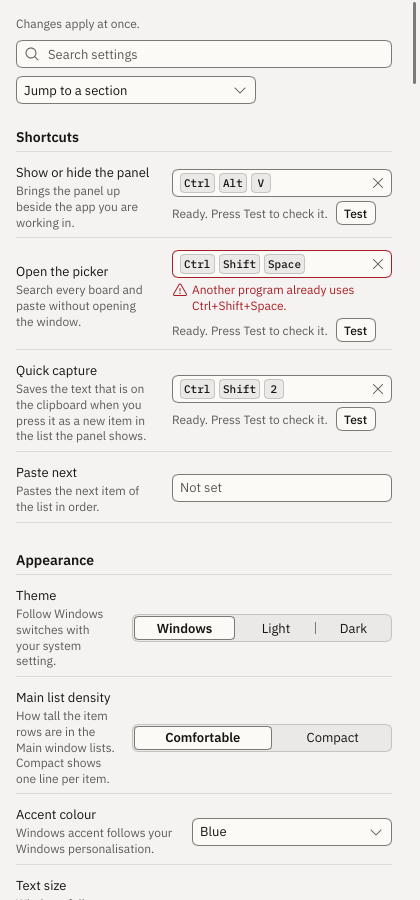 Changes apply at once.
Search settings
Jump to a section
Shortcuts
Show or hide the panel
Brings the panel up
beside the app you are
working in.
Ctrl Alt V
Ready. Press Test to check it.
Test
Open the picker
Search every board and
paste without opening
the window.
Ctrl Shift Space
Another program already uses
Ctrl+Shift+Space.
Ready. Press Test to check it.
Test
Quick capture
Saves the text that is on
the clipboard when you
press it as a new item in
the list the panel shows.
Ctrl Shift 2
Ready. Press Test to check it.
Test
Paste next
Pastes the next item of
the list in order.
Not set
Appearance
Theme
Follow Windows
switches with
your system
setting.
Windows Light Dark
Main list density
How tall the item
rows are in the
Main window lists.
Compact shows
one line per item.
Comfortable Compact
Accent colour
Windows accent follows your
Windows personalisation.
Blue
Text size